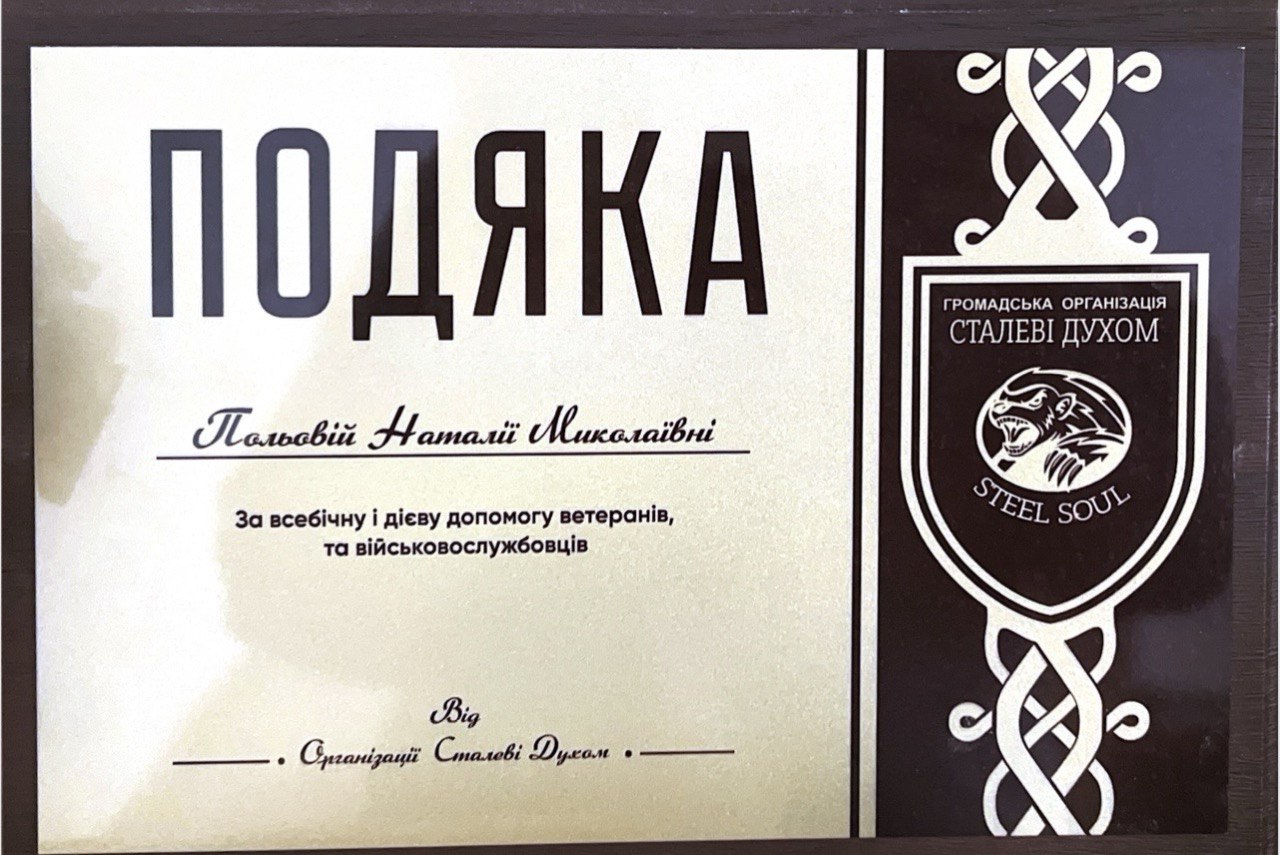 ПОДЯКА
Польовій Наталії Миколаївні
За всебічну і дієву допомогу ветеранів,
та військовослужбовців
Від
Організації Сталеві Духом
ГРОМАДСЬКА ОРГАНІЗАЦІЯ
СТАЛЕВІ ДУХОМ
STEEL SOUL